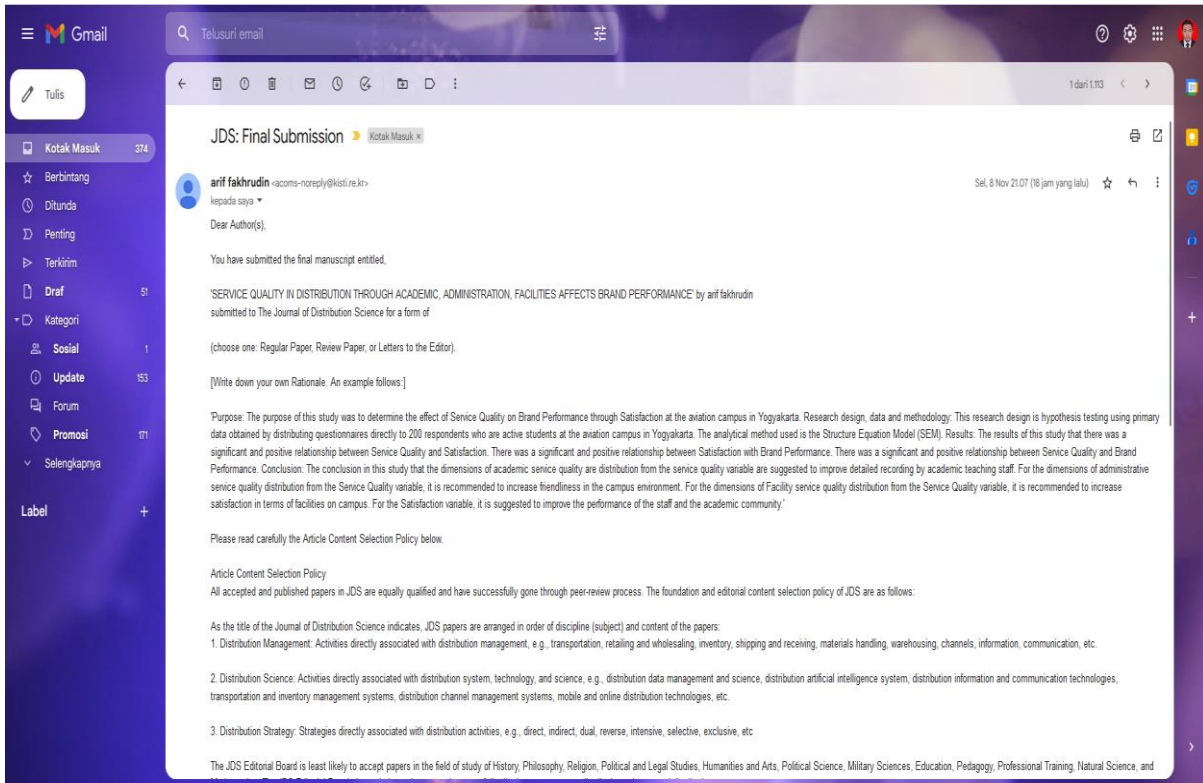 Gmail
Telusuri email
Tulis
1 dari 1.113
Kotak Masuk 374
Berbintang
Ditunda
Penting
Terkirim
Draf 51
Kategori
Sosial 1
Update 153
Forum
Promosi 171
Selengkapnya
Label
JDS: Final Submission Kotak Masuk ×
arif fakhrudin <acoms-noreply@kisti.re.kr>
Sel, 8 Nov 21.07 (18 jam yang lalu)
kepada saya
Dear Author(s),
You have submitted the final manuscript entitled,
'SERVICE QUALITY IN DISTRIBUTION THROUGH ACADEMIC, ADMINISTRATION, FACILITIES AFFECTS BRAND PERFORMANCE' by arif fakhrudin
submitted to The Journal of Distribution Science for a form of
(choose one: Regular Paper, Review Paper, or Letters to the Editor).
[Write down your own Rationale. An example follows:]
'Purpose: The purpose of this study was to determine the effect of Service Quality on Brand Performance through Satisfaction at the aviation campus in Yogyakarta. Research design, data and methodology: This research design is hypothesis testing using primary
data obtained by distributing questionnaires directly to 200 respondents who are active students at the aviation campus in Yogyakarta. The analytical method used is the Structure Equation Model (SEM). Results: The results of this study that there was a
significant and positive relationship between Service Quality and Satisfaction. There was a significant and positive relationship between Satisfaction with Brand Performance. There was a significant and positive relationship between Service Quality and Brand
Performance. Conclusion: The conclusion in this study that the dimensions of academic service quality are distribution from the service quality variable are suggested to improve detailed recording by academic teaching staff. For the dimensions of administrative
service quality distribution from the Service Quality variable, it is recommended to increase friendliness in the campus environment. For the dimensions of Facility service quality distribution from the Service Quality variable, it is recommended to increase
satisfaction in terms of facilities on campus. For the Satisfaction variable, it is suggested to improve the performance of the staff and the academic community.'
Please read carefully the Article Content Selection Policy below.
Article Content Selection Policy
All accepted and published papers in JDS are equally qualified and have successfully gone through peer-review process. The foundation and editorial content selection policy of JDS are as follows:
As the title of the Journal of Distribution Science indicates, JDS papers are arranged in order of discipline (subject) and content of the papers:
1. Distribution Management: Activities directly associated with distribution management, e.g., transportation, retailing and wholesaling, inventory, shipping and receiving, materials handling, warehousing, channels, information, communication, etc.
2. Distribution Science: Activities directly associated with distribution system, technology, and science, e.g., distribution data management and science, distribution artificial intelligence system, distribution information and communication technologies,
transportation and inventory management systems, distribution channel management systems, mobile and online distribution technologies, etc.
3. Distribution Strategy: Strategies directly associated with distribution activities, e.g., direct, indirect, dual, reverse, intensive, selective, exclusive, etc
The JDS Editorial Board is least likely to accept papers in the field of study of History, Philosophy, Religion, Political and Legal Studies, Humanities and Arts, Political Science, Military Sciences, Education, Pedagogy, Professional Training, Natural Science, and